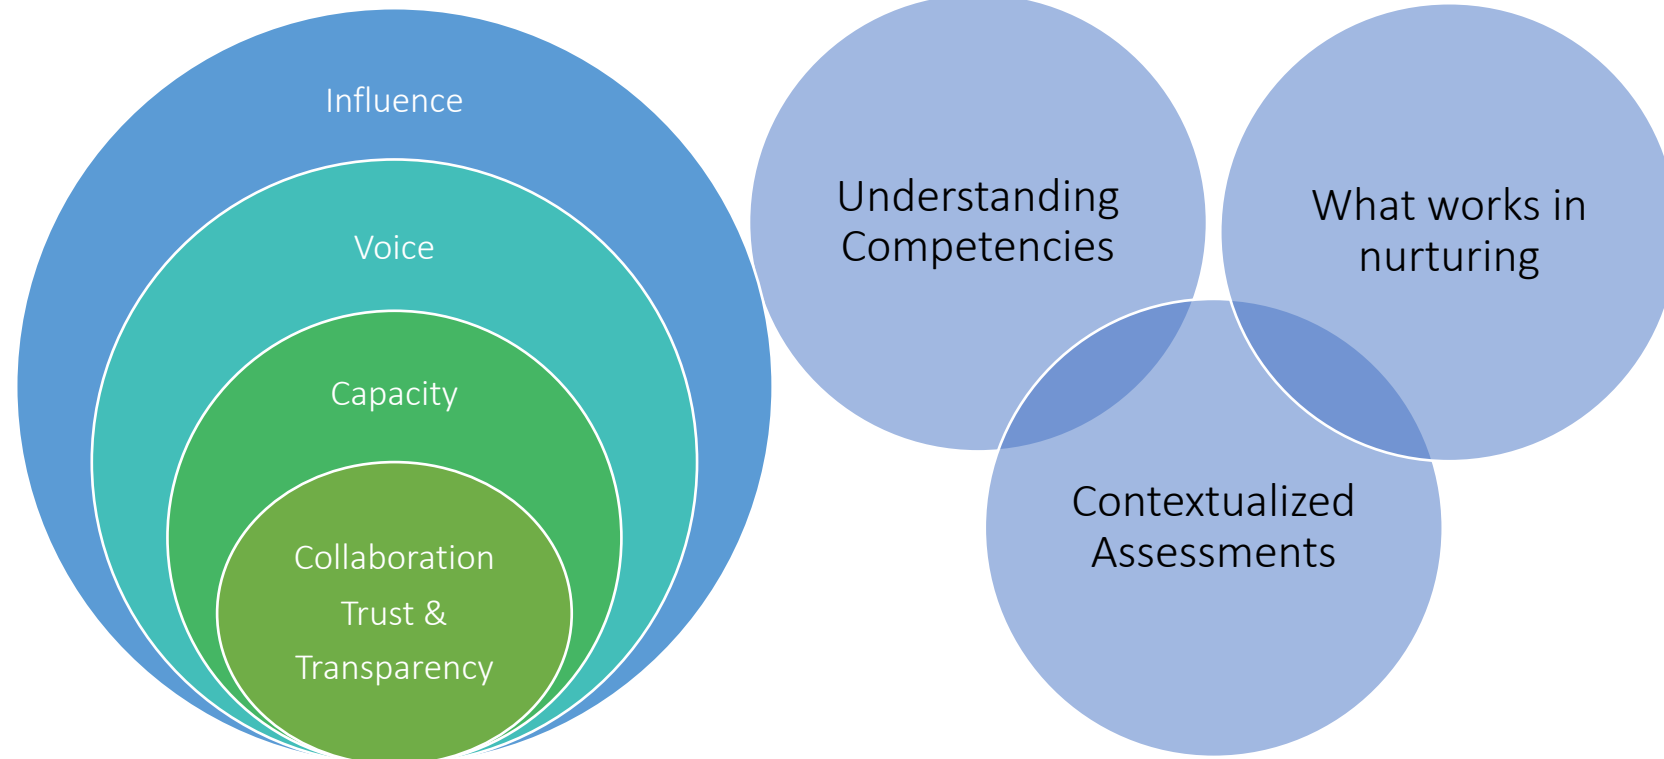 Influence
Voice
Capacity
Collaboration
Trust &
Transparency
Understanding
Competencies
What works in
nurturing
Contextualized
Assessments